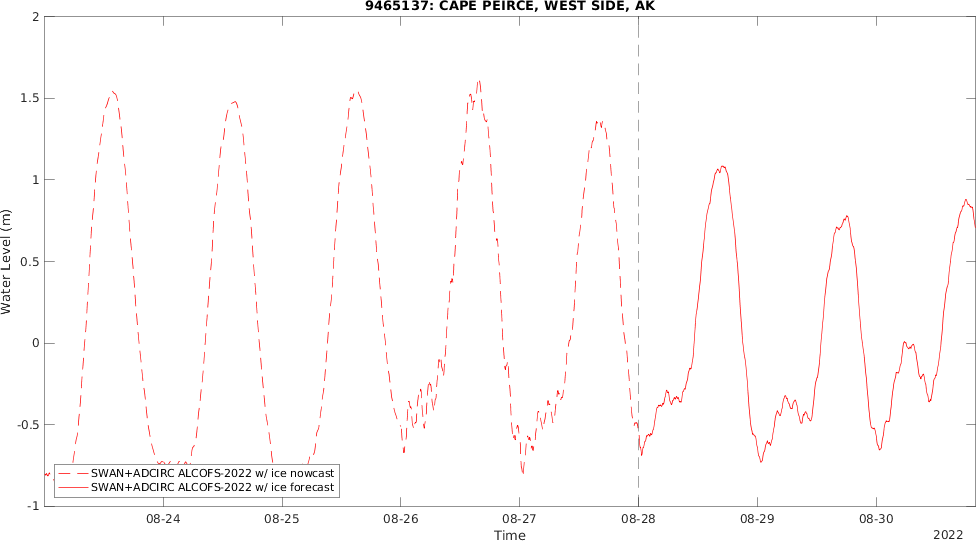 9465137: CAPE PEIRCE, WEST SIDE, AK
Water Level (m)
2
1.5
1
0.5
0
-0.5
-1
SWAN+ADCIRC ALCOFS-2022 w/ ice nowcast
SWAN+ADCIRC ALCOFS-2022 w/ ice forecast
08-24 08-25 08-26 08-27 08-28 08-29 08-30
Time
2022